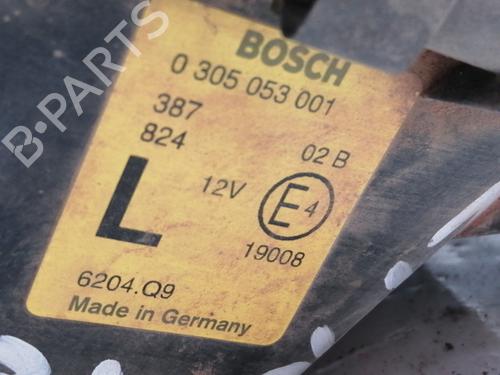 BOSCH
0 305 053 001
387
824
02 B
L
12V
E4
19008
6204.Q9
Made in Germany
B-PARTS